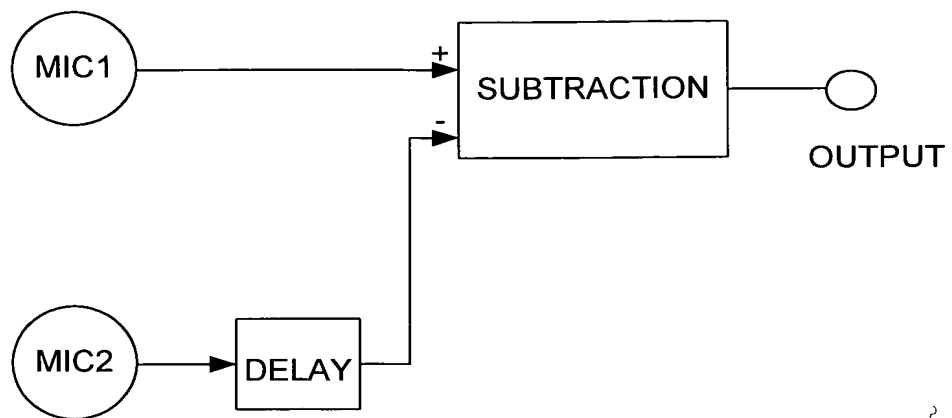 MIC1
+
SUBTRACTION
-
OUTPUT
MIC2
DELAY